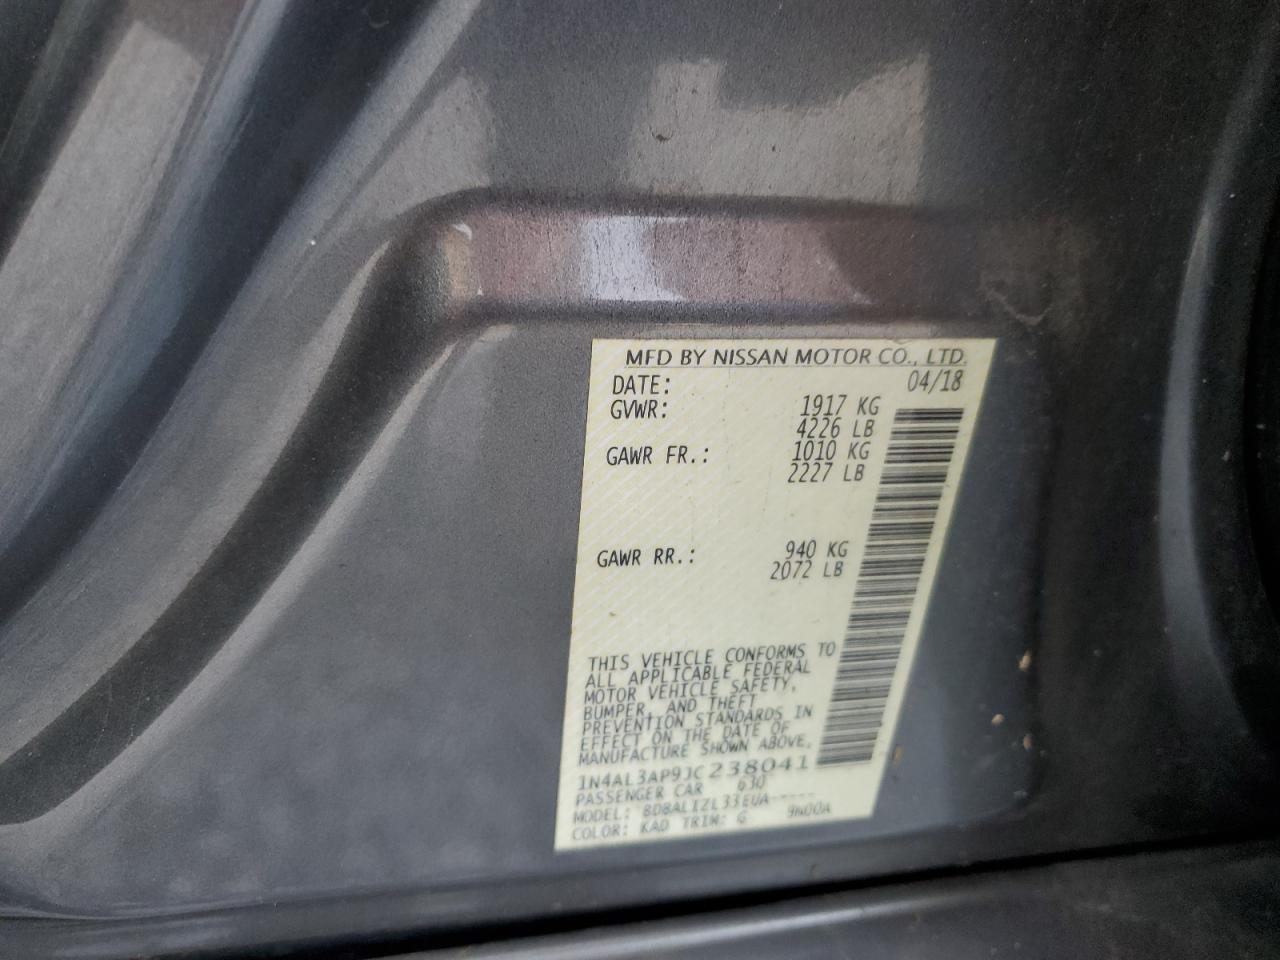 MFD BY NISSAN MOTOR CO., LTD.
DATE: 04/18
GVWR: 1917 KG
4226 LB
GAWR FR.: 1010 KG
2227 LB
GAWR RR.: 940 KG
2072 LB
THIS VEHICLE CONFORMS TO
ALL APPLICABLE FEDERAL
MOTOR VEHICLE SAFETY,
BUMPER, AND THEFT
PREVENTION STANDARDS IN
EFFECT ON THE DATE OF
MANUFACTURE SHOWN ABOVE.
1N4AL3AP9JC238041
PASSENGER CAR 630
MODEL: BDBALIZL33EUA-----
COLOR: KAD TRIM: G 9W00A